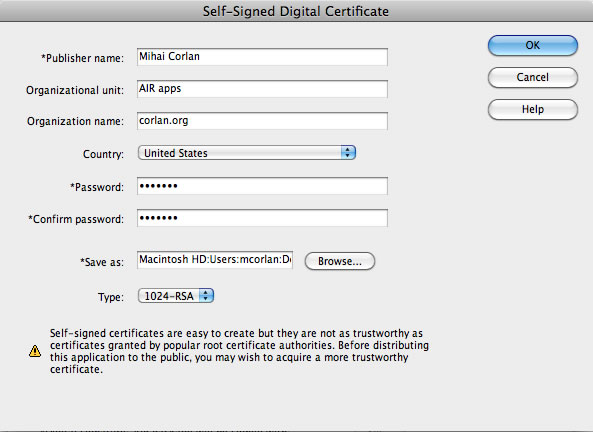 Self-Signed Digital Certificate
*Publisher name: Mihai Corlan
OK
Organizational unit: AIR apps
Cancel
Organization name: corlan.org
Help
Country: United States
*Password: •••••••
*Confirm password: •••••••
*Save as: Macintosh HD:Users:mcorlan:De
Browse...
Type: 1024-RSA
Self-signed certificates are easy to create but they are not as trustworthy as
certificates granted by popular root certificate authorities. Before distributing
this application to the public, you may wish to acquire a more trustworthy
certificate.